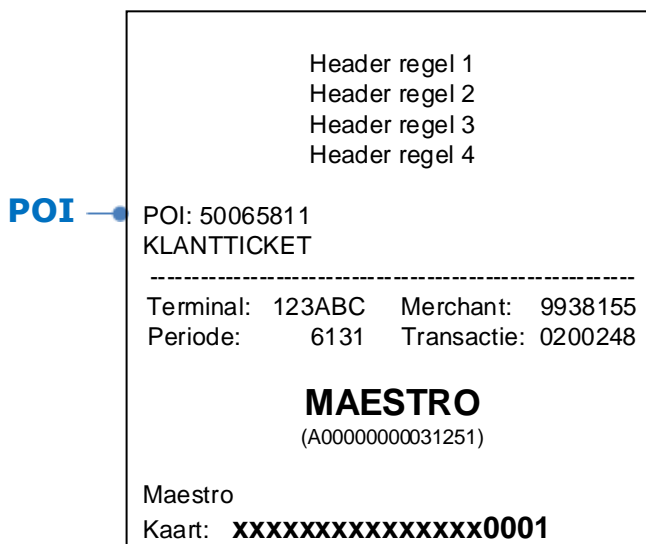 Header regel 1
Header regel 2
Header regel 3
Header regel 4
POI
POI: 50065811
KLANTTICKET
------------------------------------------------------------
Terminal: 123ABC Merchant: 9938155
Periode: 6131 Transactie: 0200248
MAESTRO
(A00000000031251)
Maestro
Kaart: xxxxxxxxxxxxxxx0001